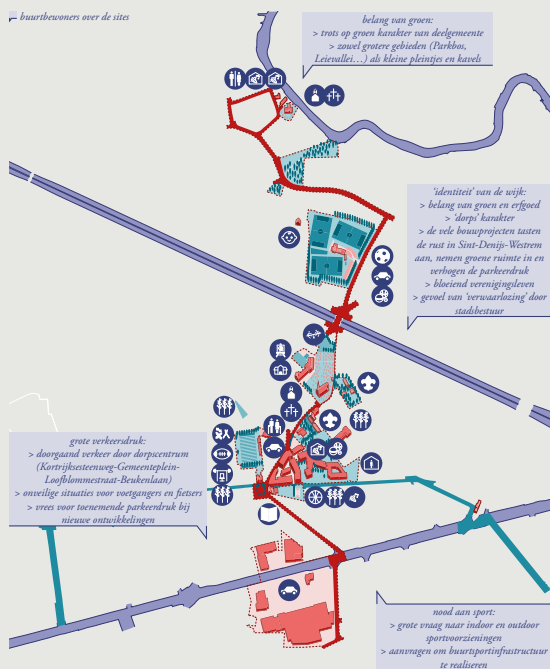 buurtbewoners over de sites
belang van groen:
> trots op groen karakter van deelgemeente
> zowel grotere gebieden (Parkbos,
Leievallei…) als kleine pleintjes en kavels
'identiteit' van de wijk:
> belang van groen en erfgoed
> 'dorps' karakter
> de vele bouwprojecten tasten
de rust in Sint-Denijs-Westrem
aan, nemen groene ruimte in en
verhogen de parkeerdruk
> bloeiend verenigingsleven
> gevoel van 'verwaarlozing' door
stadsbestuur
grote verkeersdruk:
> doorgaand verkeer door dorpscentrum
(Kortrijksesteenweg-Gemeenteplein-
Loofblommestraat-Beukenlaan)
> onveilige situaties voor voetgangers en fietsers
> vrees voor toenemende parkeerdruk bij
nieuwe ontwikkelingen
nood aan sport:
> grote vraag naar indoor en outdoor
sportvoorzieningen
> aanvragen om buurtsportinfrastructuur
te realiseren